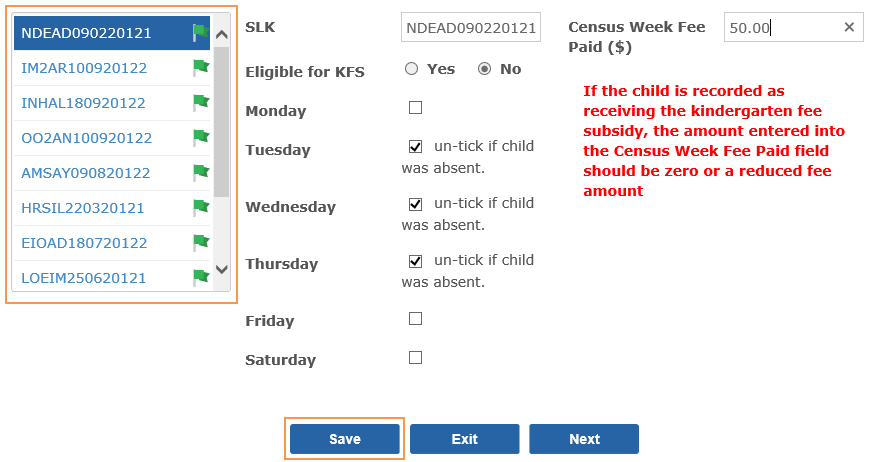 NDEAD090220121
IM2AR100920122
INHAL180920122
OO2AN100920122
AMSAY090820122
HRSIL220320121
EIOAD180720122
LOEIM250620121
SLK
NDEAD090220121
Eligible for KFS
Yes
No
Monday
Tuesday
un-tick if child
was absent.
Wednesday
un-tick if child
was absent.
Thursday
un-tick if child
was absent.
Friday
Saturday
Census Week Fee
Paid ($)
50.00
If the child is recorded as
receiving the kindergarten fee
subsidy, the amount entered into
the Census Week Fee Paid field
should be zero or a reduced fee
amount
Save
Exit
Next